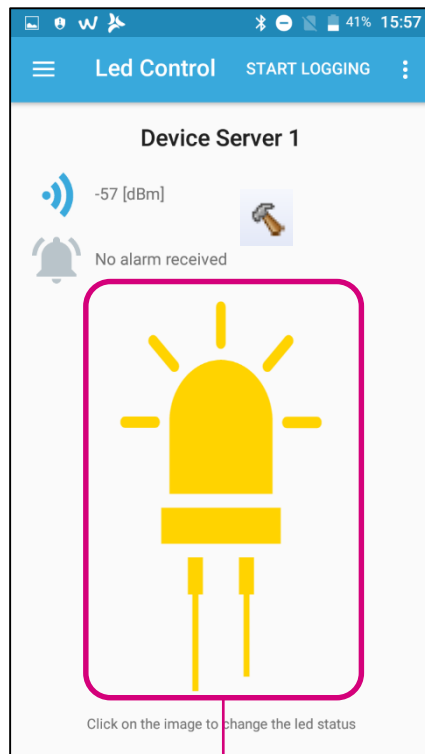 41% 15:57
Led Control START LOGGING
Device Server 1
-57 [dBm]
No alarm received
Click on the image to change the led status